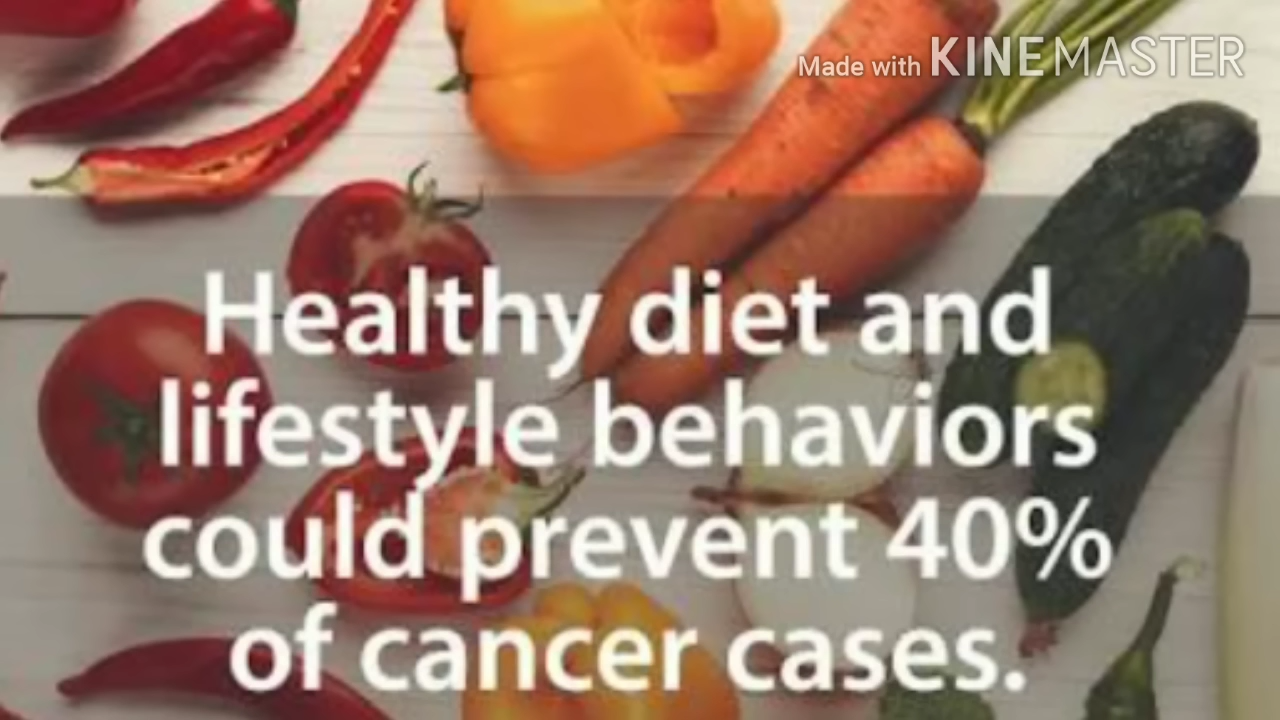 Made with KINEMASTER
Healthy diet and
lifestyle behaviors
could prevent 40%
of cancer cases.